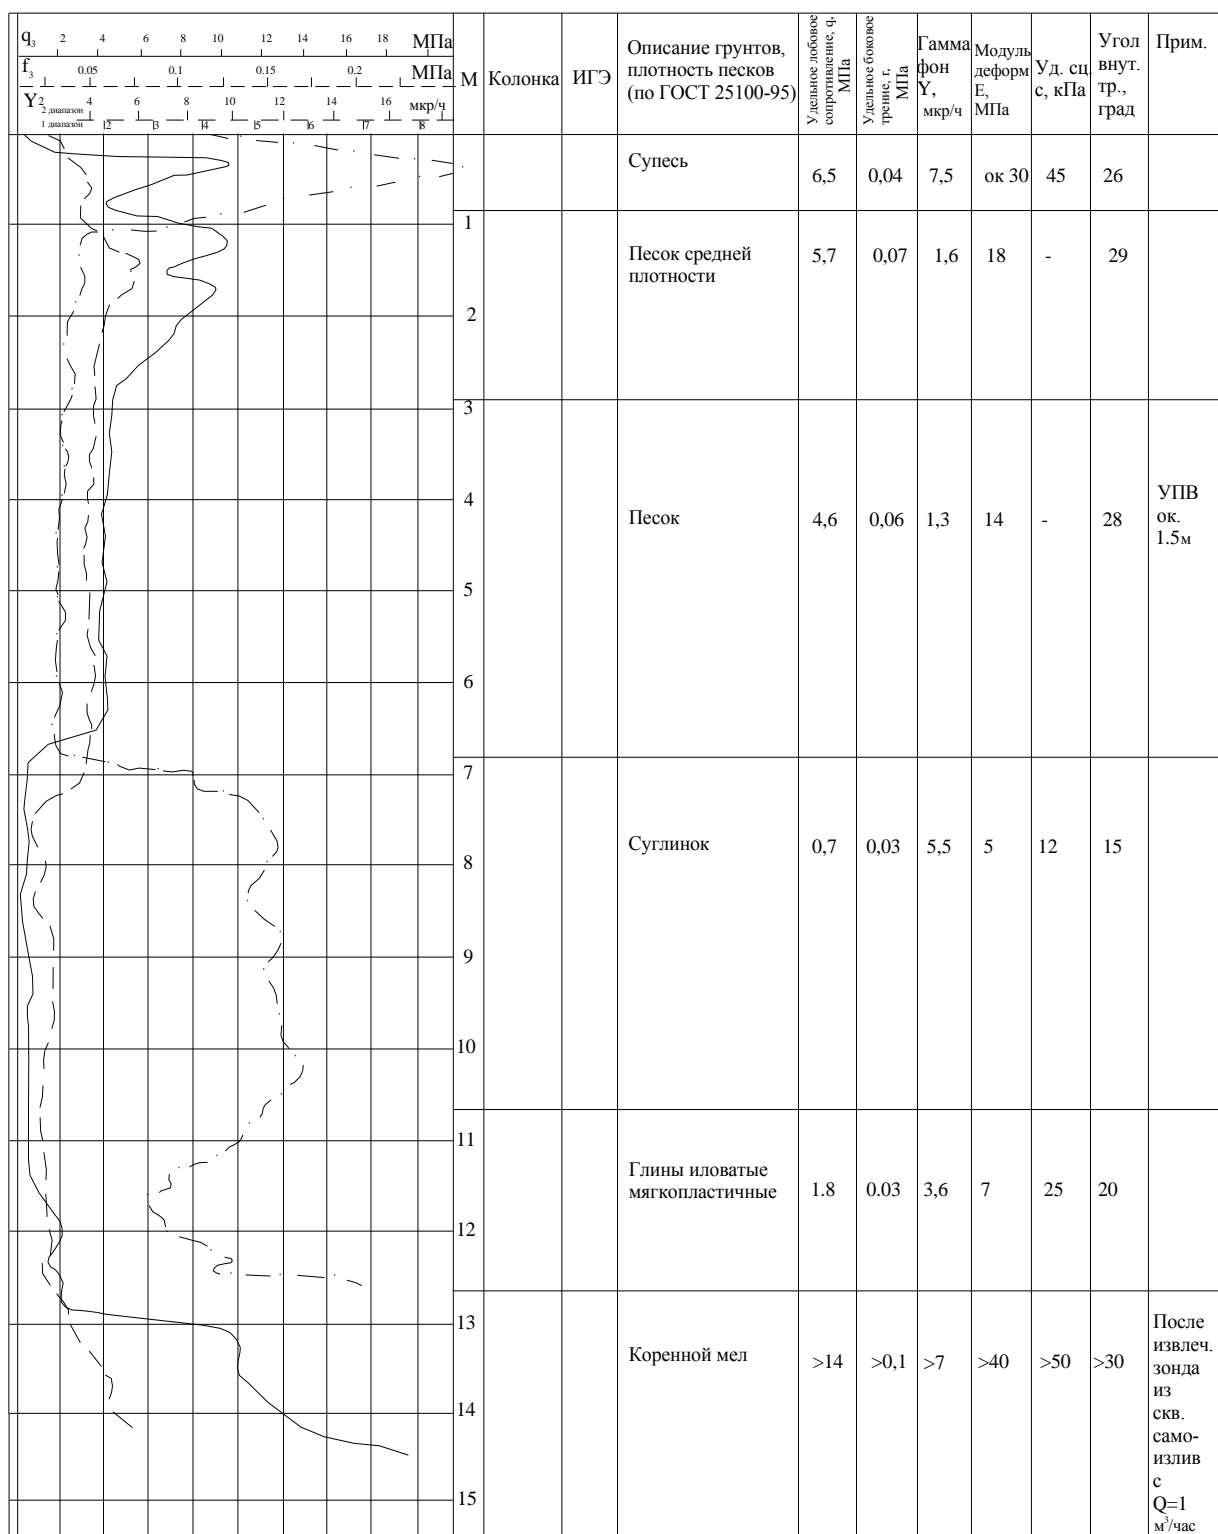 q₃ 2 4 6 8 10 12 14 16 18 МПа
f₃ 0.05 0.1 0.15 0.2 МПа
Y 2 4 6 8 10 12 14 16 мкр/ч
2 диапазон
1 диапазон 2 3 4 5 6 7 8
М
Колонка
ИГЭ
Описание грунтов,
плотность песков
(по ГОСТ 25100-95)
Удельное лобовое
сопротивление, q,
МПа
Удельное боковое
трение, r,
МПа
Гамма
фон
Y,
мкр/ч
Модуль
деформ
E,
МПа
Уд. сц.
с, кПа
Угол
внут.
тр.,
град
Прим.
Супесь
6,5 0,04 7,5 ок 30 45 26
1
Песок средней
плотности
5,7 0,07 1,6 18 - 29
2
3
4
Песок
4,6 0,06 1,3 14 - 28
УПВ
ок.
1.5м
5
6
7
Суглинок
0,7 0,03 5,5 5 12 15
8
9
10
11
Глины иловатые
мягкопластичные
1.8 0.03 3,6 7 25 20
12
13
Коренной мел
>14 >0,1 >7 >40 >50 >30
После
извлеч.
зонда
из
скв.
само-
излив
с
Q=1
м³/час
14
15